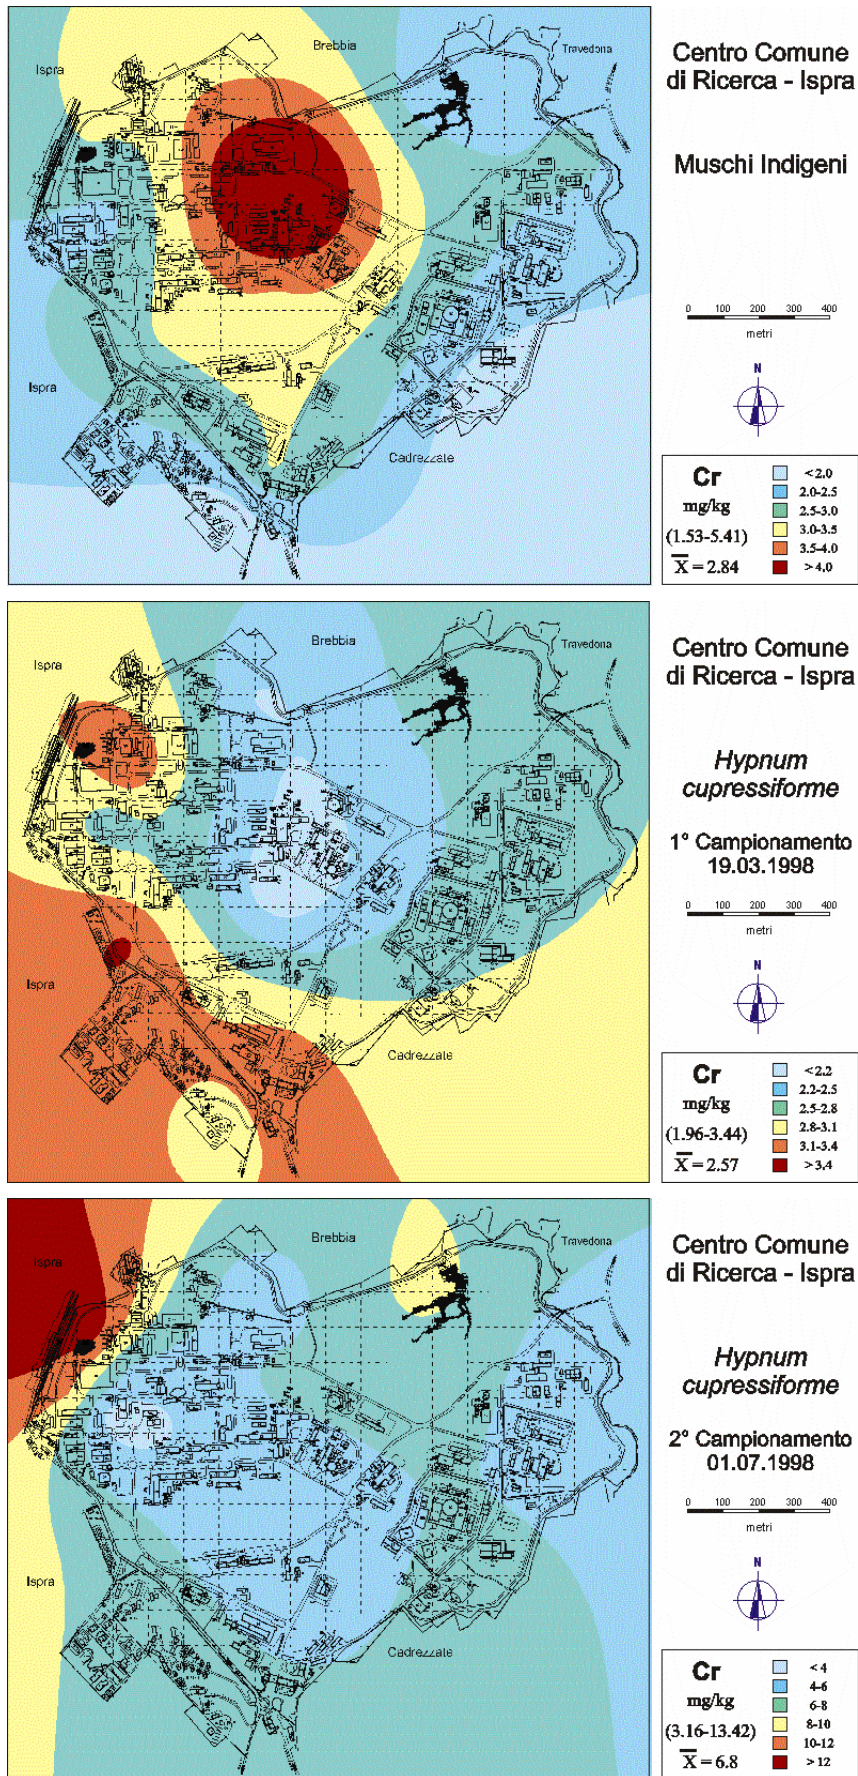 Brebbia
Travedona
Ispra
Ispra
Cadrezzate
Centro Comune
di Ricerca - Ispra
Muschi Indigeni
0 100 200 300 400
metri
N
Cr
mg/kg
(1.53-5.41)
X = 2.84
< 2.0
2.0-2.5
2.5-3.0
3.0-3.5
3.5-4.0
> 4.0
Brebbia
Travedona
Ispra
Ispra
Cadrezzate
Centro Comune
di Ricerca - Ispra
Hypnum
cupressiforme
1° Campionamento
19.03.1998
0 100 200 300 400
metri
N
Cr
mg/kg
(1.96-3.44)
X = 2.57
< 2.2
2.2-2.5
2.5-2.8
2.8-3.1
3.1-3.4
> 3.4
Brebbia
Travedona
Ispra
Ispra
Cadrezzate
Centro Comune
di Ricerca - Ispra
Hypnum
cupressiforme
2° Campionamento
01.07.1998
0 100 200 300 400
metri
N
Cr
mg/kg
(3.16-13.42)
X = 6.8
< 4
4-6
6-8
8-10
10-12
> 12